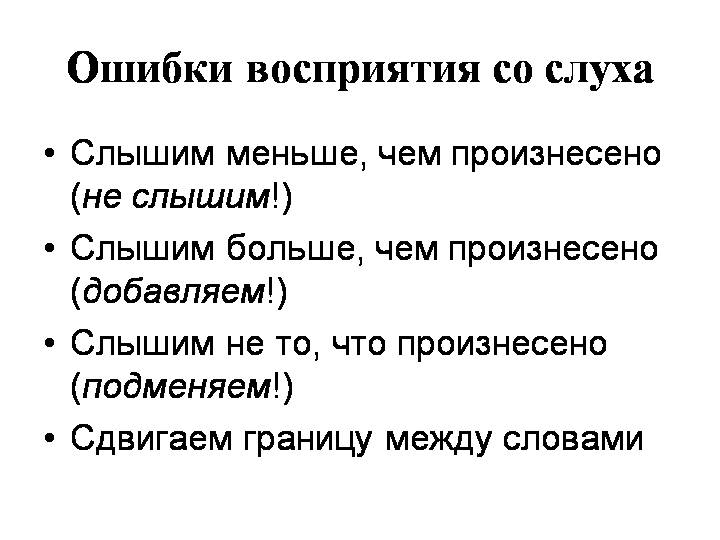 Ошибки восприятия со слуха
• Слышим меньше, чем произнесено
(не слышим!)
• Слышим больше, чем произнесено
(добавляем!)
• Слышим не то, что произнесено
(подменяем!)
• Сдвигаем границу между словами